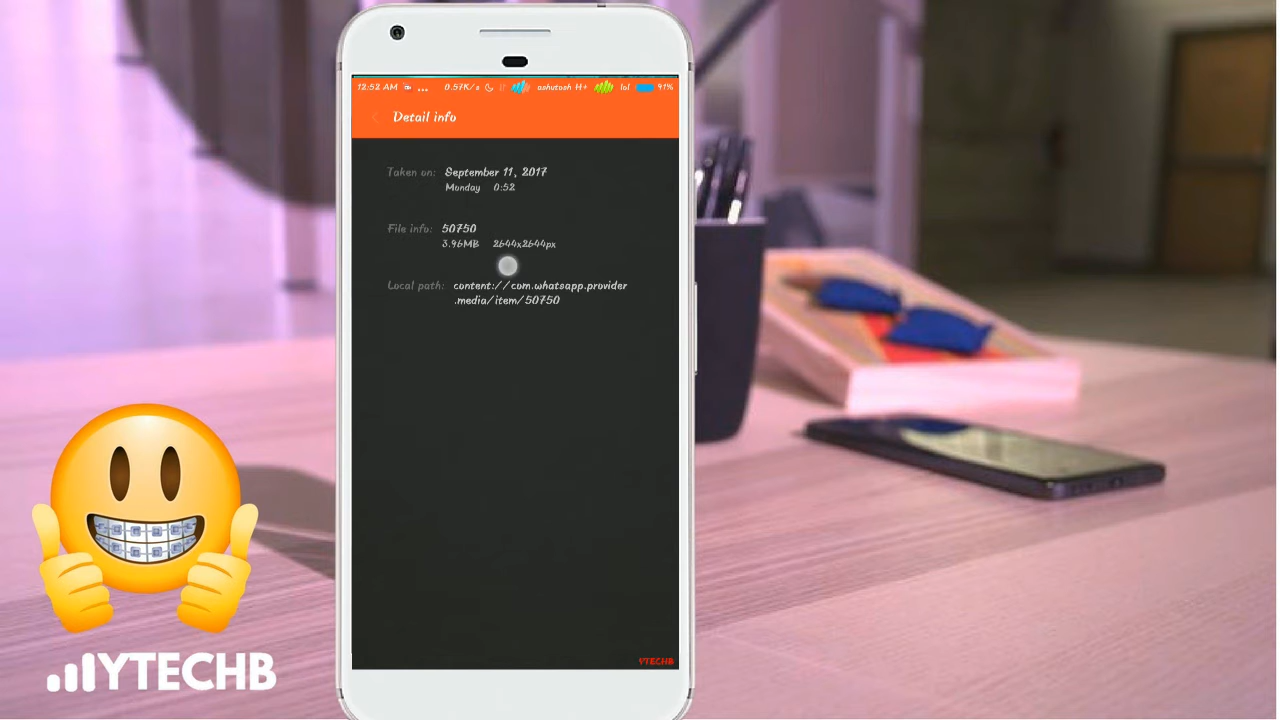 12:52 AM ... 0.57K/s ashutosh H+ lol 91%
Detail info
Taken on: September 11, 2017
Monday 0:52
File info: 50750
3.96MB 2644x2644px
Local path: content://com.whatsapp.provider
.media/item/50750
YTECHB
YTECHB